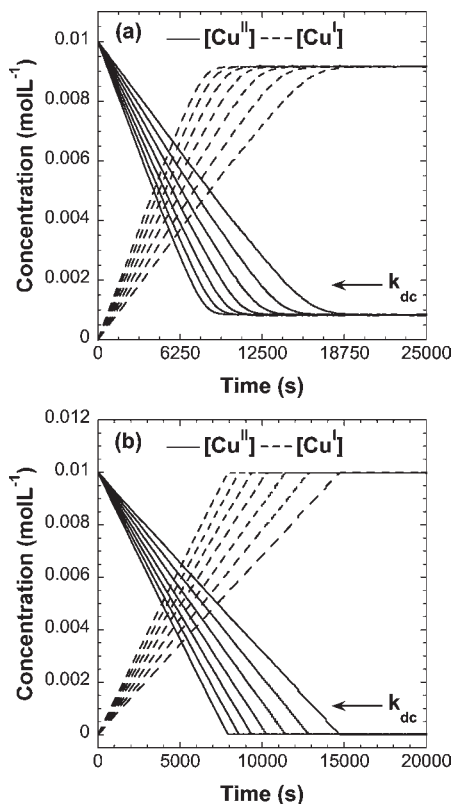 (a) —[Cu^II] ---[Cu^I]
0.01
0.008
0.006
0.004
0.002
0
Concentration (molL^-1)
k_dc
0 6250 12500 18750 25000
Time (s)
0.012
(b) —[Cu^II] ---[Cu^I]
0.01
0.008
0.006
0.004
0.002
0
Concentration (molL^-1)
k_dc
0 5000 10000 15000 20000
Time (s)